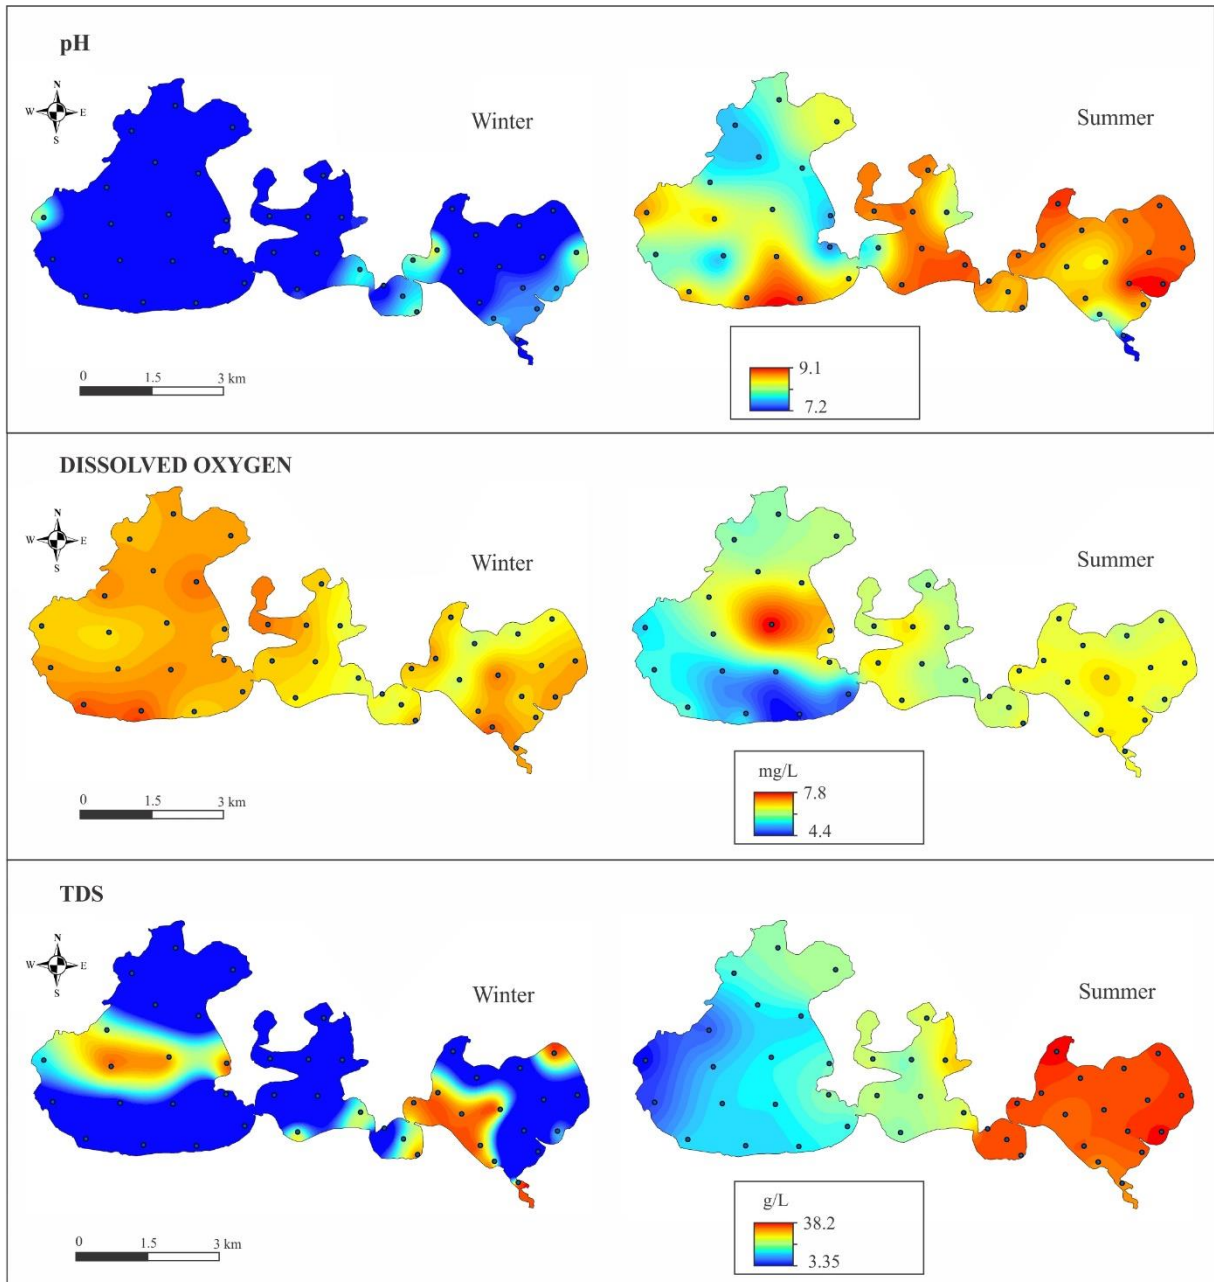 pH
N
W E
S
Winter
Summer
0 1.5 3 km
9.1
7.2
DISSOLVED OXYGEN
N
W E
S
Winter
Summer
0 1.5 3 km
mg/L
7.8
4.4
TDS
N
W E
S
Winter
Summer
0 1.5 3 km
g/L
38.2
3.35